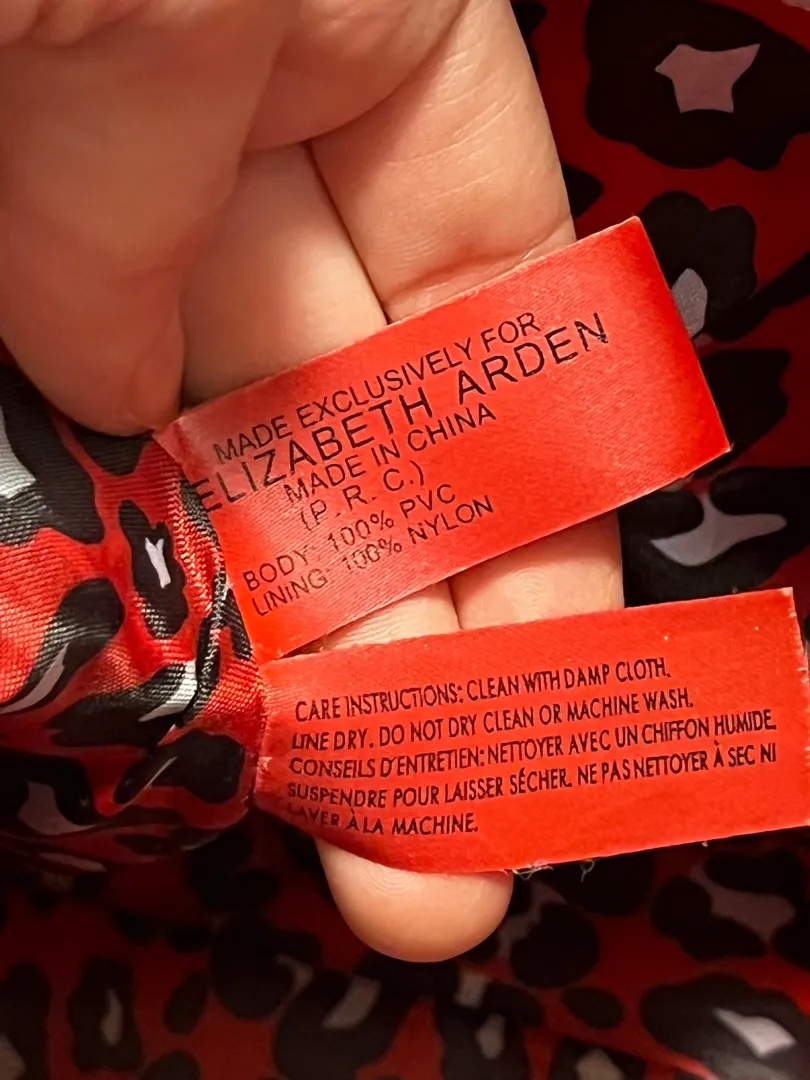 MADE EXCLUSIVELY FOR
ELIZABETH ARDEN
MADE IN CHINA
(P. R. C.)
BODY: 100% PVC
LINING: 100% NYLON
CARE INSTRUCTIONS: CLEAN WITH DAMP CLOTH.
LINE DRY. DO NOT DRY CLEAN OR MACHINE WASH.
CONSEILS D'ENTRETIEN: NETTOYER AVEC UN CHIFFON HUMIDE.
SUSPENDRE POUR LAISSER SÉCHER. NE PAS NETTOYER À SEC NI
LAVER À LA MACHINE.